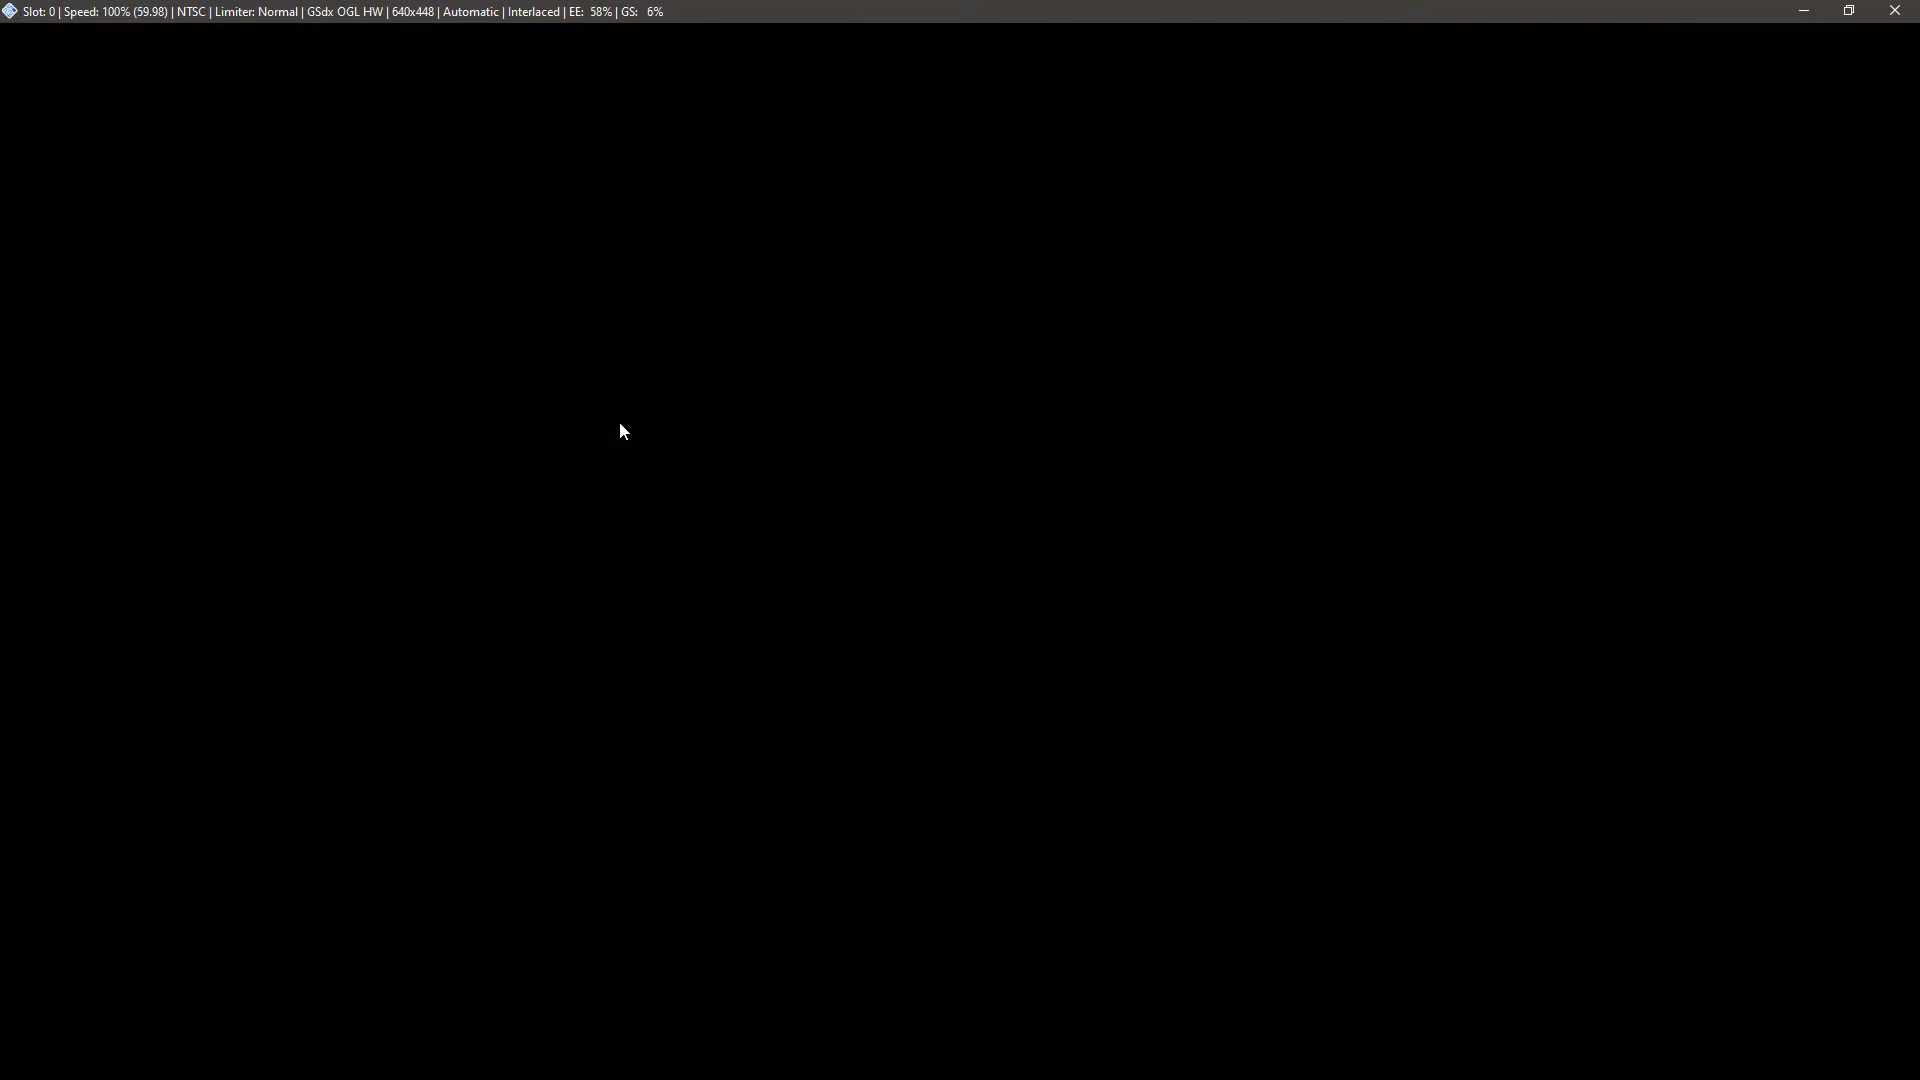 Slot: 0 | Speed: 100% (59.98) | NTSC | Limiter: Normal | GSdx OGL HW | 640x448 | Automatic | Interlaced | EE: 58% | GS: 6%